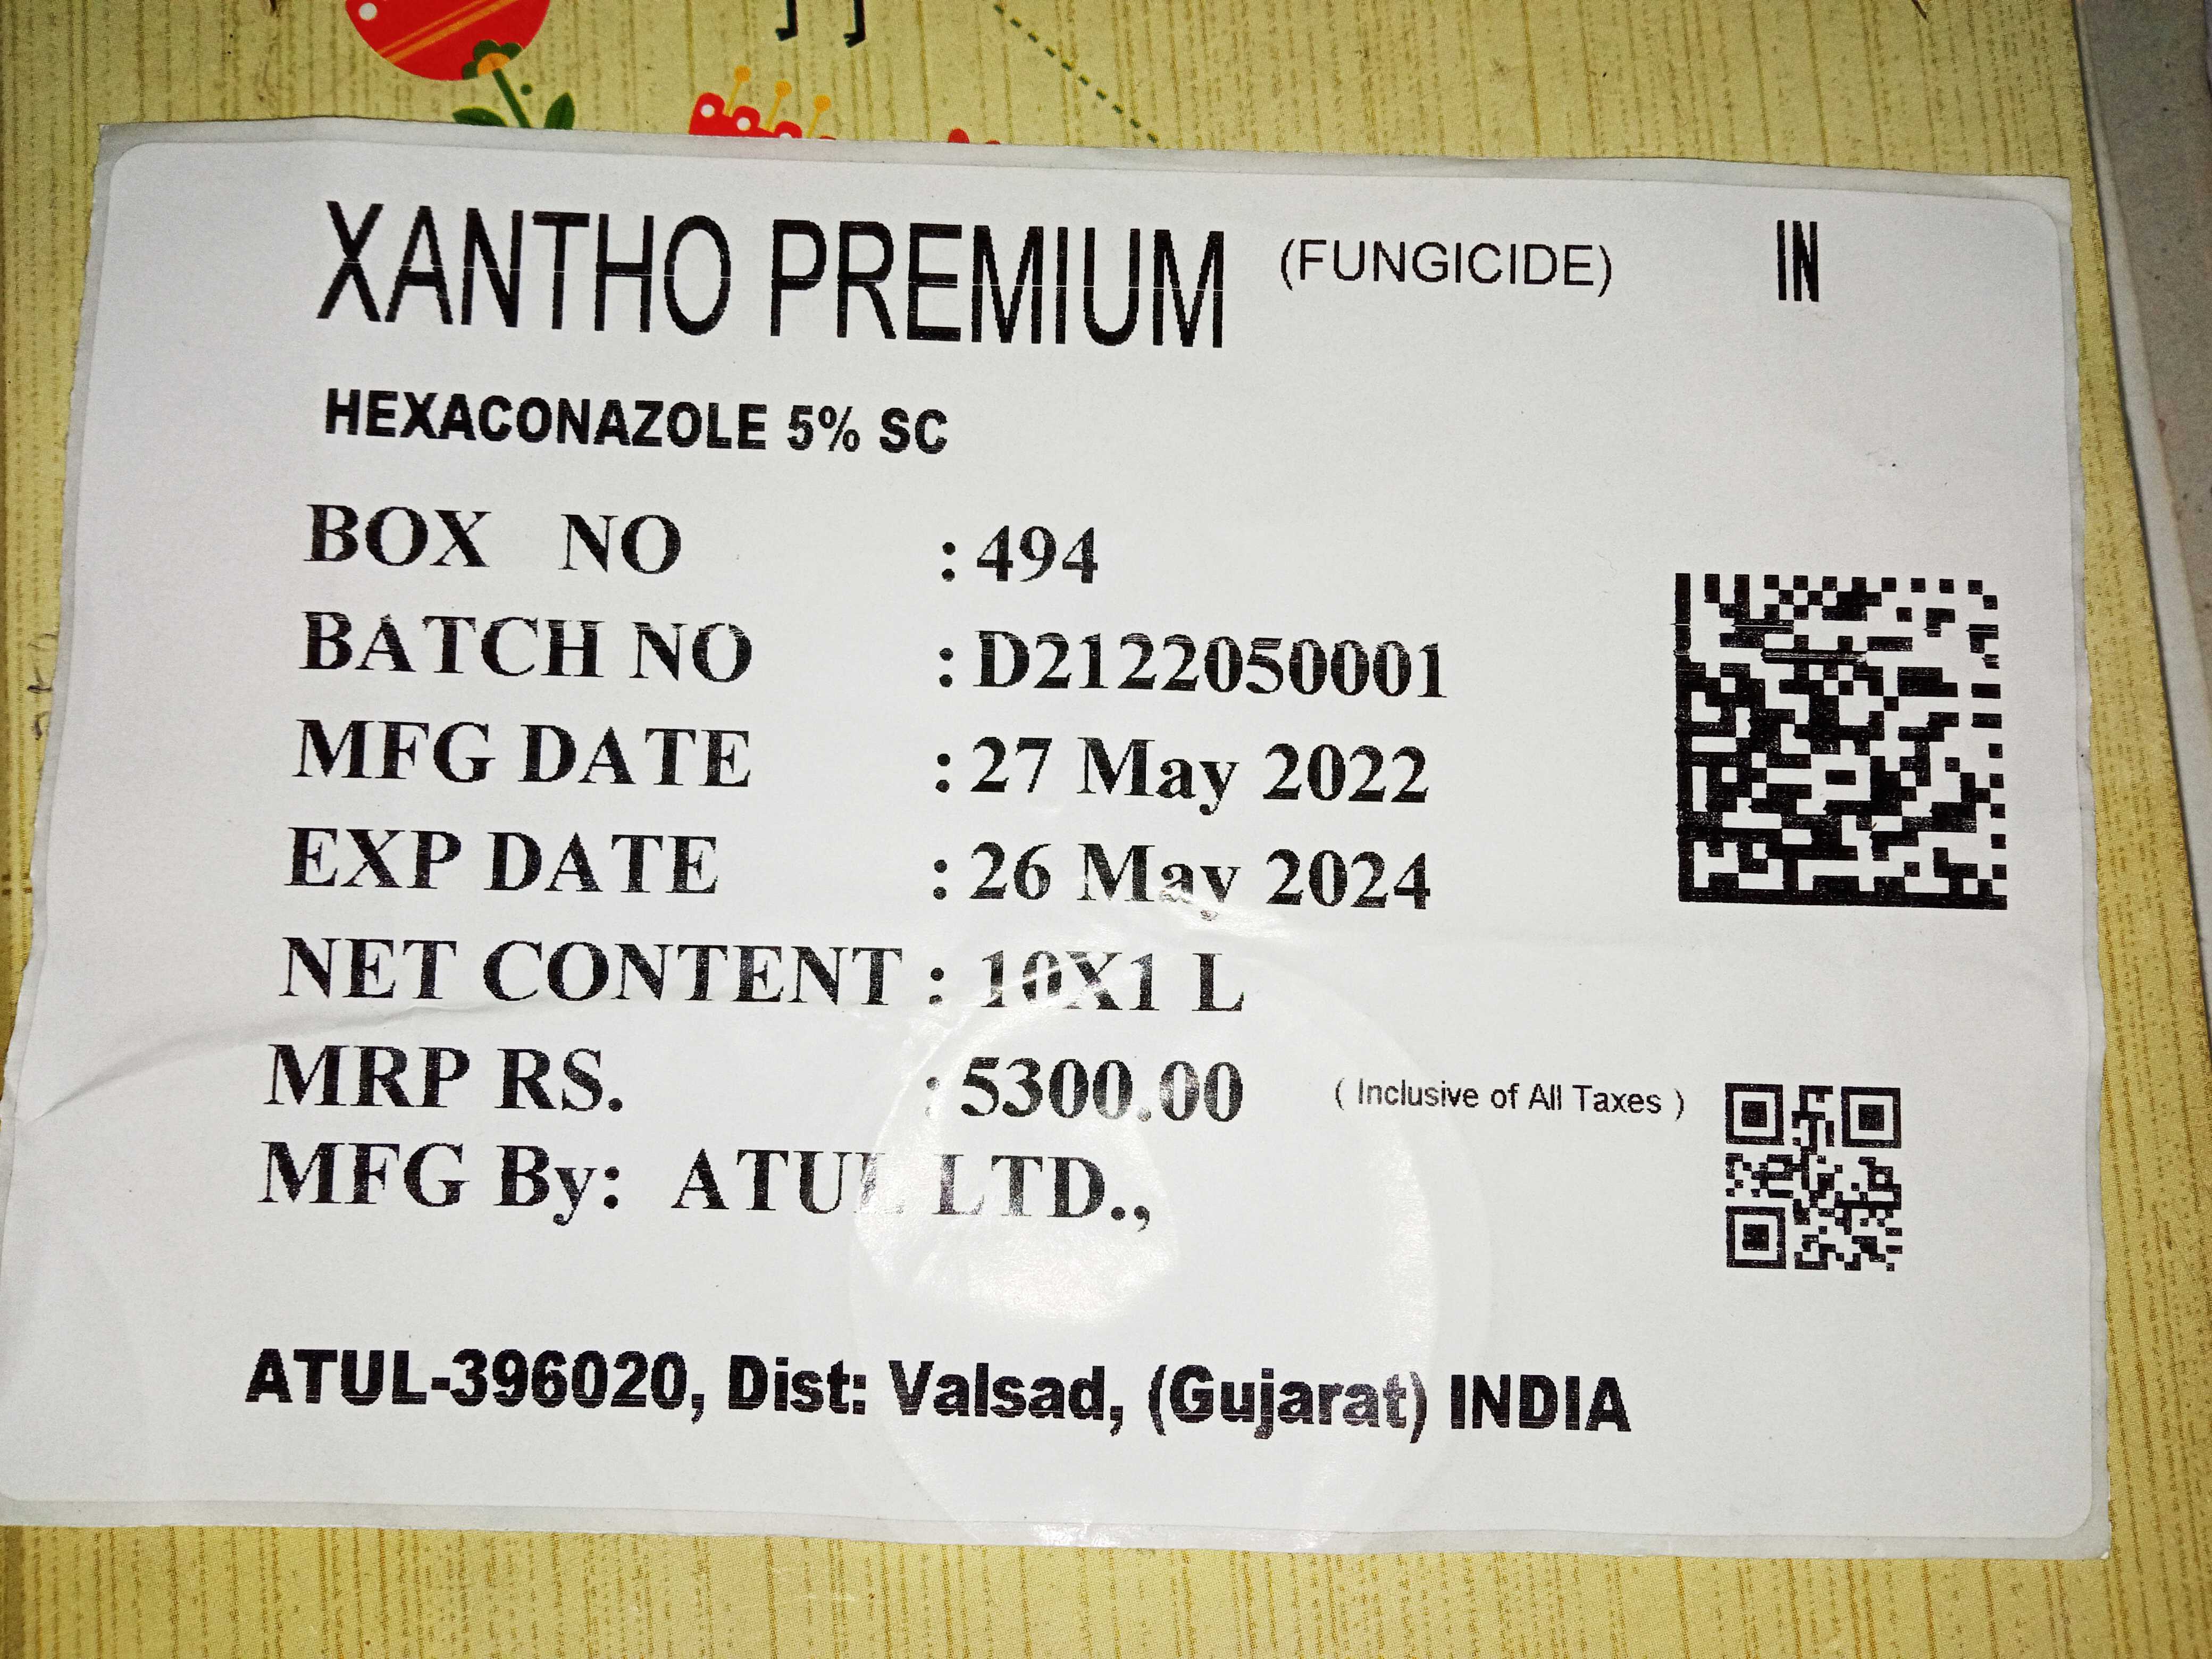 XANTHO PREMIUM (FUNGICIDE) IN
HEXACONAZOLE 5% SC
BOX NO : 494
BATCH NO : D2122050001
MFG DATE : 27 May 2022
EXP DATE : 26 May 2024
NET CONTENT : 10X1 L
MRP RS. : 5300.00 ( Inclusive of All Taxes )
MFG By: ATUL LTD.,
ATUL-396020, Dist: Valsad, (Gujarat) INDIA